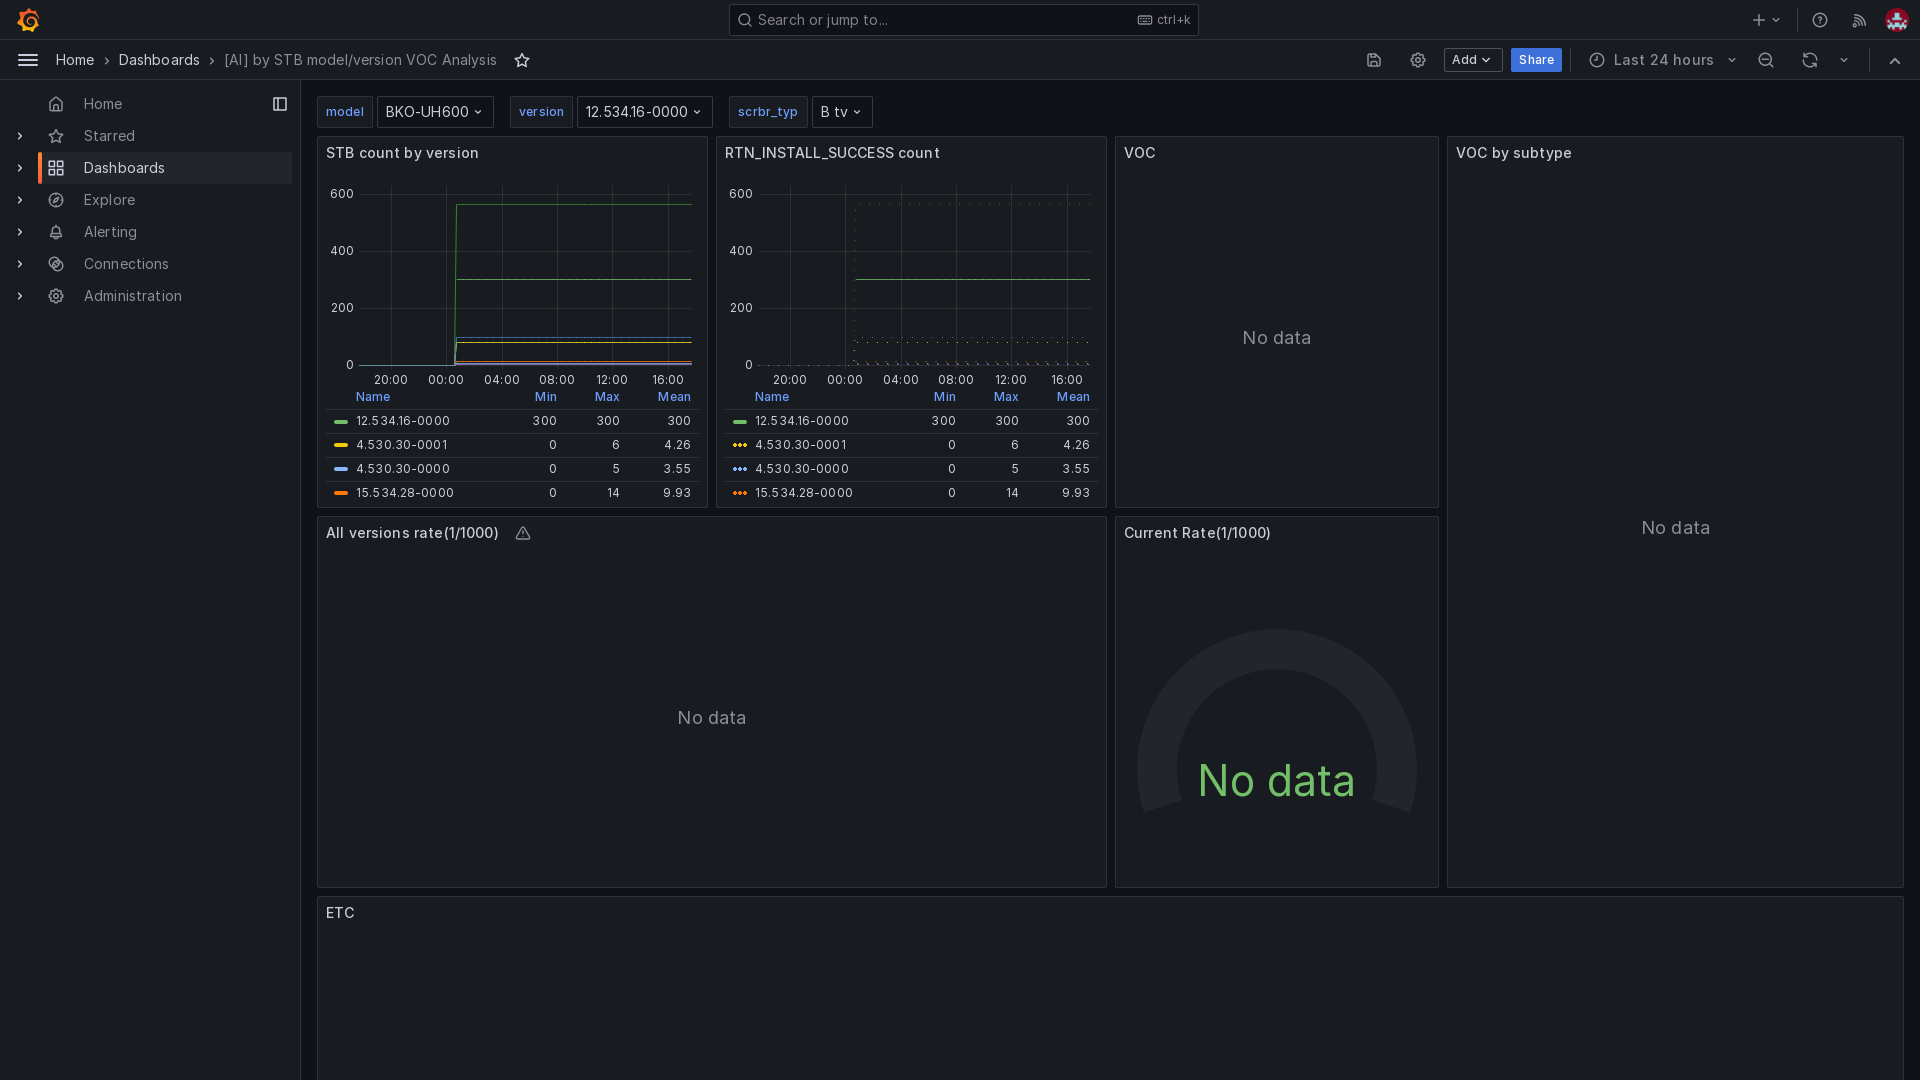 Search or jump to...
ctrl+k
Home
Dashboards
[AI] by STB model/version VOC Analysis
Add
Share
Last 24 hours
Home
Starred
Dashboards
Explore
Alerting
Connections
Administration
model
BKO-UH600
version
12.534.16-0000
scrbr_typ
B tv
STB count by version
600
400
200
0
20:00 00:00 04:00 08:00 12:00 16:00
Name Min Max Mean
12.534.16-0000 300 300 300
4.530.30-0001 0 6 4.26
4.530.30-0000 0 5 3.55
15.534.28-0000 0 14 9.93
RTN_INSTALL_SUCCESS count
600
400
200
0
20:00 00:00 04:00 08:00 12:00 16:00
Name Min Max Mean
12.534.16-0000 300 300 300
4.530.30-0001 0 6 4.26
4.530.30-0000 0 5 3.55
15.534.28-0000 0 14 9.93
VOC
No data
VOC by subtype
No data
All versions rate(1/1000)
No data
Current Rate(1/1000)
No data
ETC